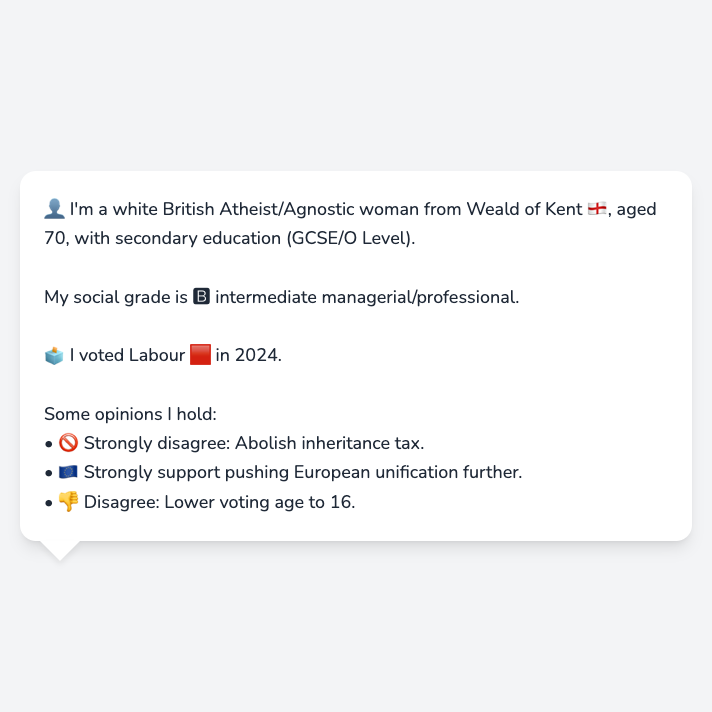 👤 I'm a white British Atheist/Agnostic woman from Weald of Kent 🏴󠁧󠁢󠁥󠁮󠁧󠁿, aged
70, with secondary education (GCSE/O Level).
My social grade is 🅱 intermediate managerial/professional.
🗳️ I voted Labour 🟥 in 2024.
Some opinions I hold:
• 🚫 Strongly disagree: Abolish inheritance tax.
• 🇪🇺 Strongly support pushing European unification further.
• 👎 Disagree: Lower voting age to 16.